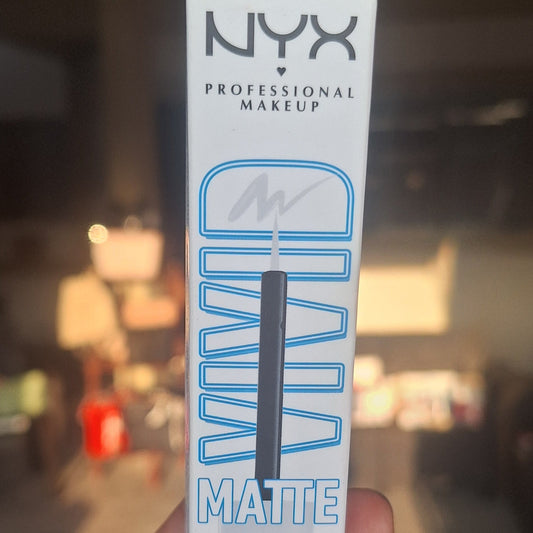 NYX
PROFESSIONAL
MAKEUP
VIVID
MATTE